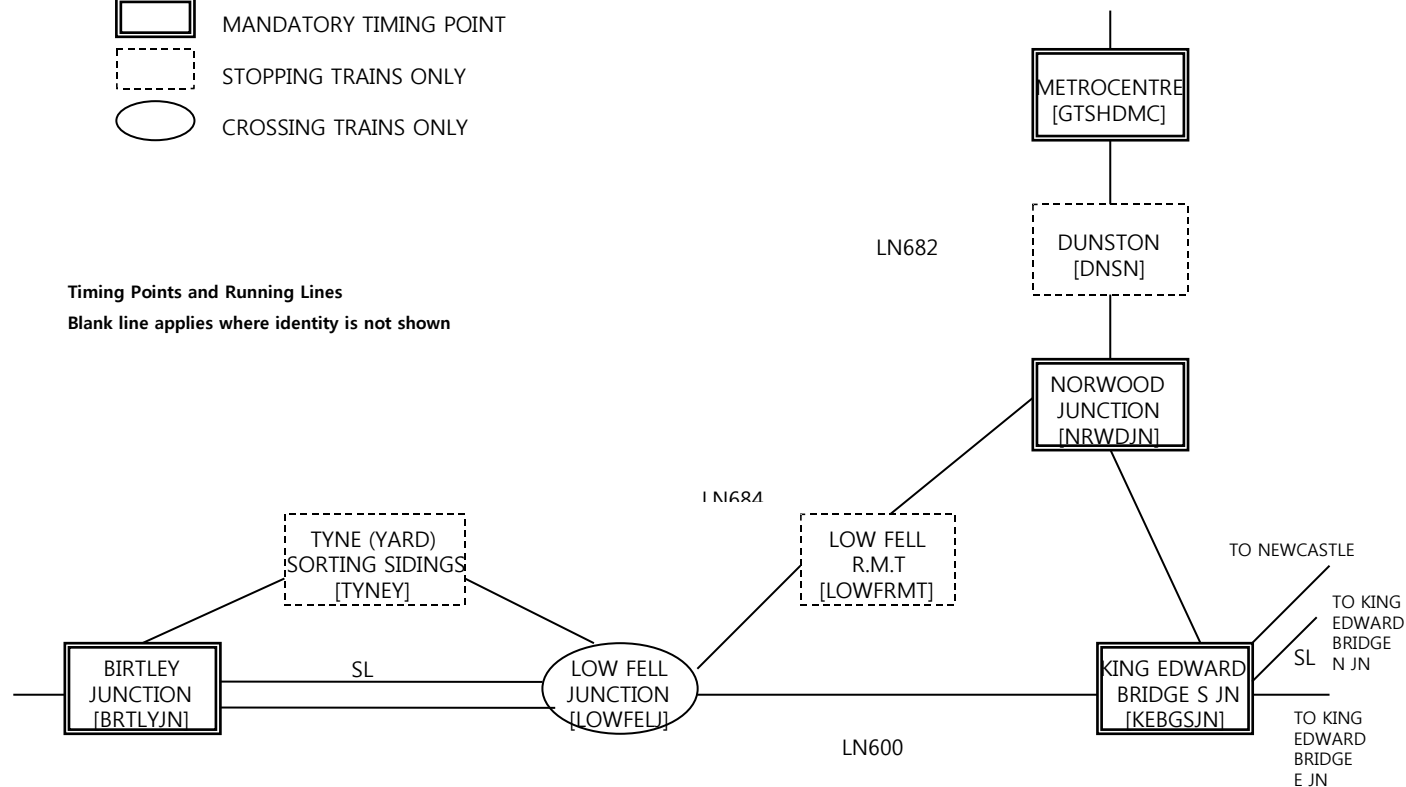 MANDATORY TIMING POINT
STOPPING TRAINS ONLY
CROSSING TRAINS ONLY
METROCENTRE
[GTSHDMC]
LN682
DUNSTON
[DNSN]
Timing Points and Running Lines
Blank line applies where identity is not shown
NORWOOD
JUNCTION
[NRWDJN]
LN684
TYNE (YARD)
SORTING SIDINGS
[TYNEY]
LOW FELL
R.M.T
[LOWFRMT]
TO NEWCASTLE
TO KING
EDWARD
BRIDGE
N JN
SL
BIRTLEY
JUNCTION
[BRTLYJN]
SL
LOW FELL
JUNCTION
[LOWFELJ]
KING EDWARD
BRIDGE S JN
[KEBGSJN]
LN600
TO KING
EDWARD
BRIDGE
E JN